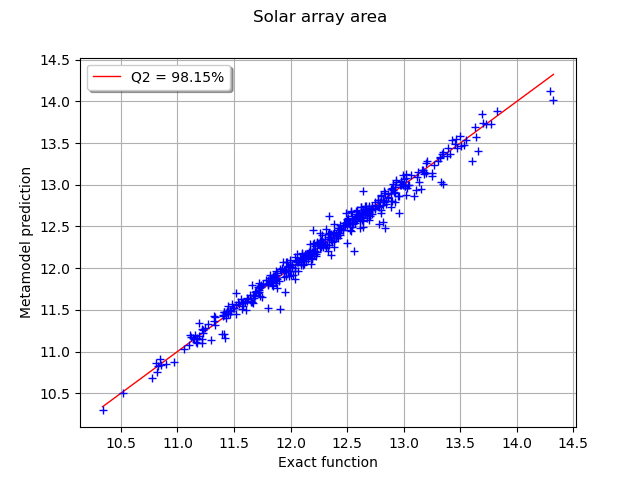 Solar array area
Q2 = 98.15%
14.5
14.0
13.5
13.0
12.5
12.0
11.5
11.0
10.5
Metamodel prediction
10.5 11.0 11.5 12.0 12.5 13.0 13.5 14.0 14.5
Exact function